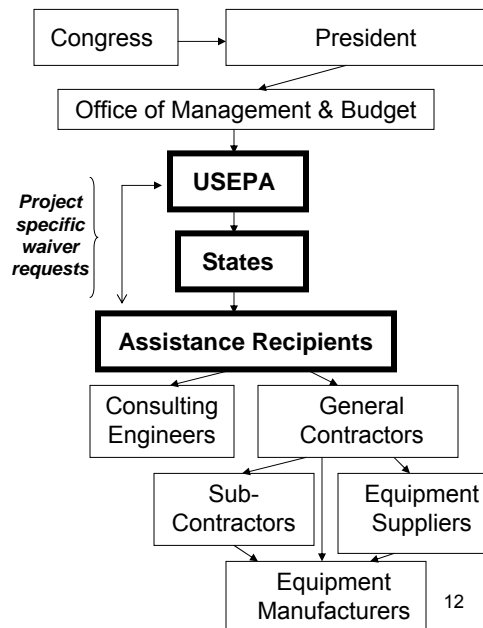 Congress
President
Office of Management & Budget
USEPA
Project
specific
waiver
requests
States
Assistance Recipients
Consulting
Engineers
General
Contractors
Sub-
Contractors
Equipment
Suppliers
Equipment
Manufacturers
12